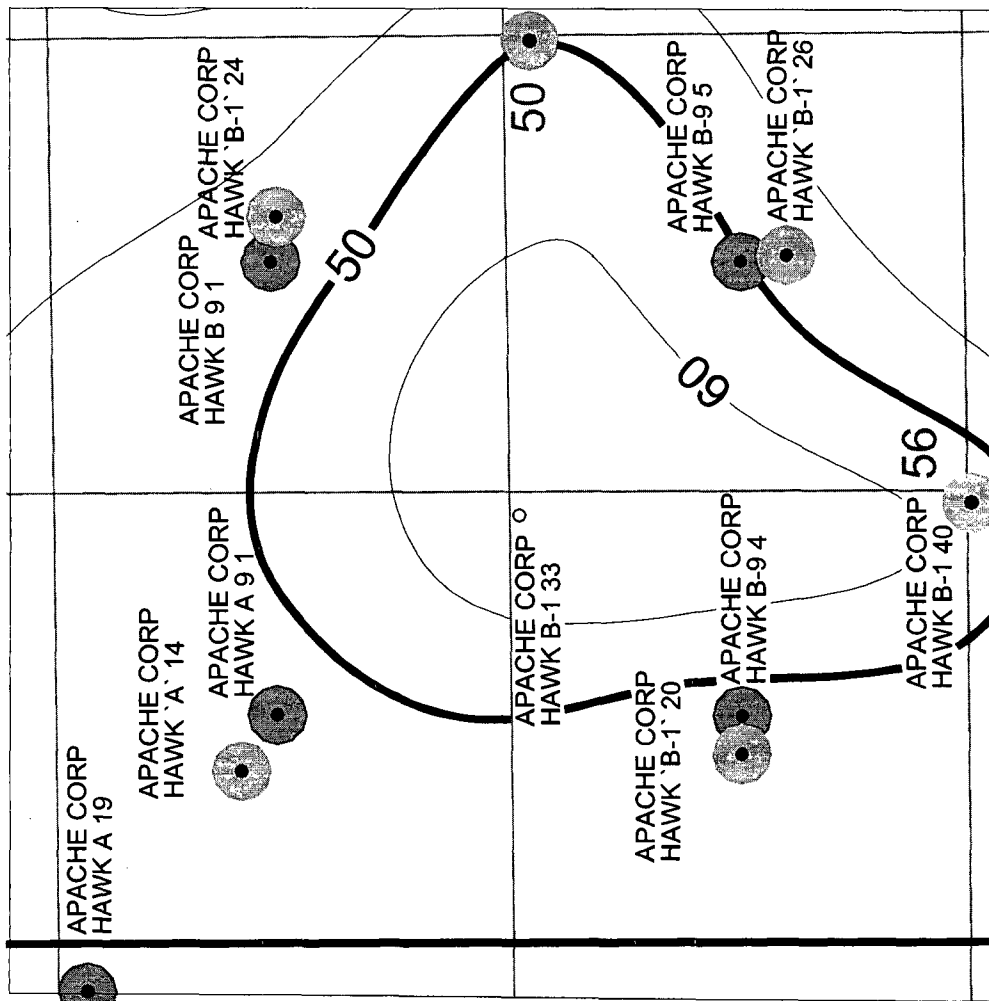 APACHE CORP
HAWK A 19
APACHE CORP
HAWK `A` 14
APACHE CORP
HAWK A 9 1
APACHE CORP
HAWK B 9 1
APACHE CORP
HAWK `B-1` 24
50
50
APACHE CORP
HAWK B-1 33
APACHE CORP
HAWK `B-1` 20
APACHE CORP
HAWK B-9 4
60
APACHE CORP
HAWK B-9 5
APACHE CORP
HAWK `B-1` 26
APACHE CORP
HAWK B-1 40
56